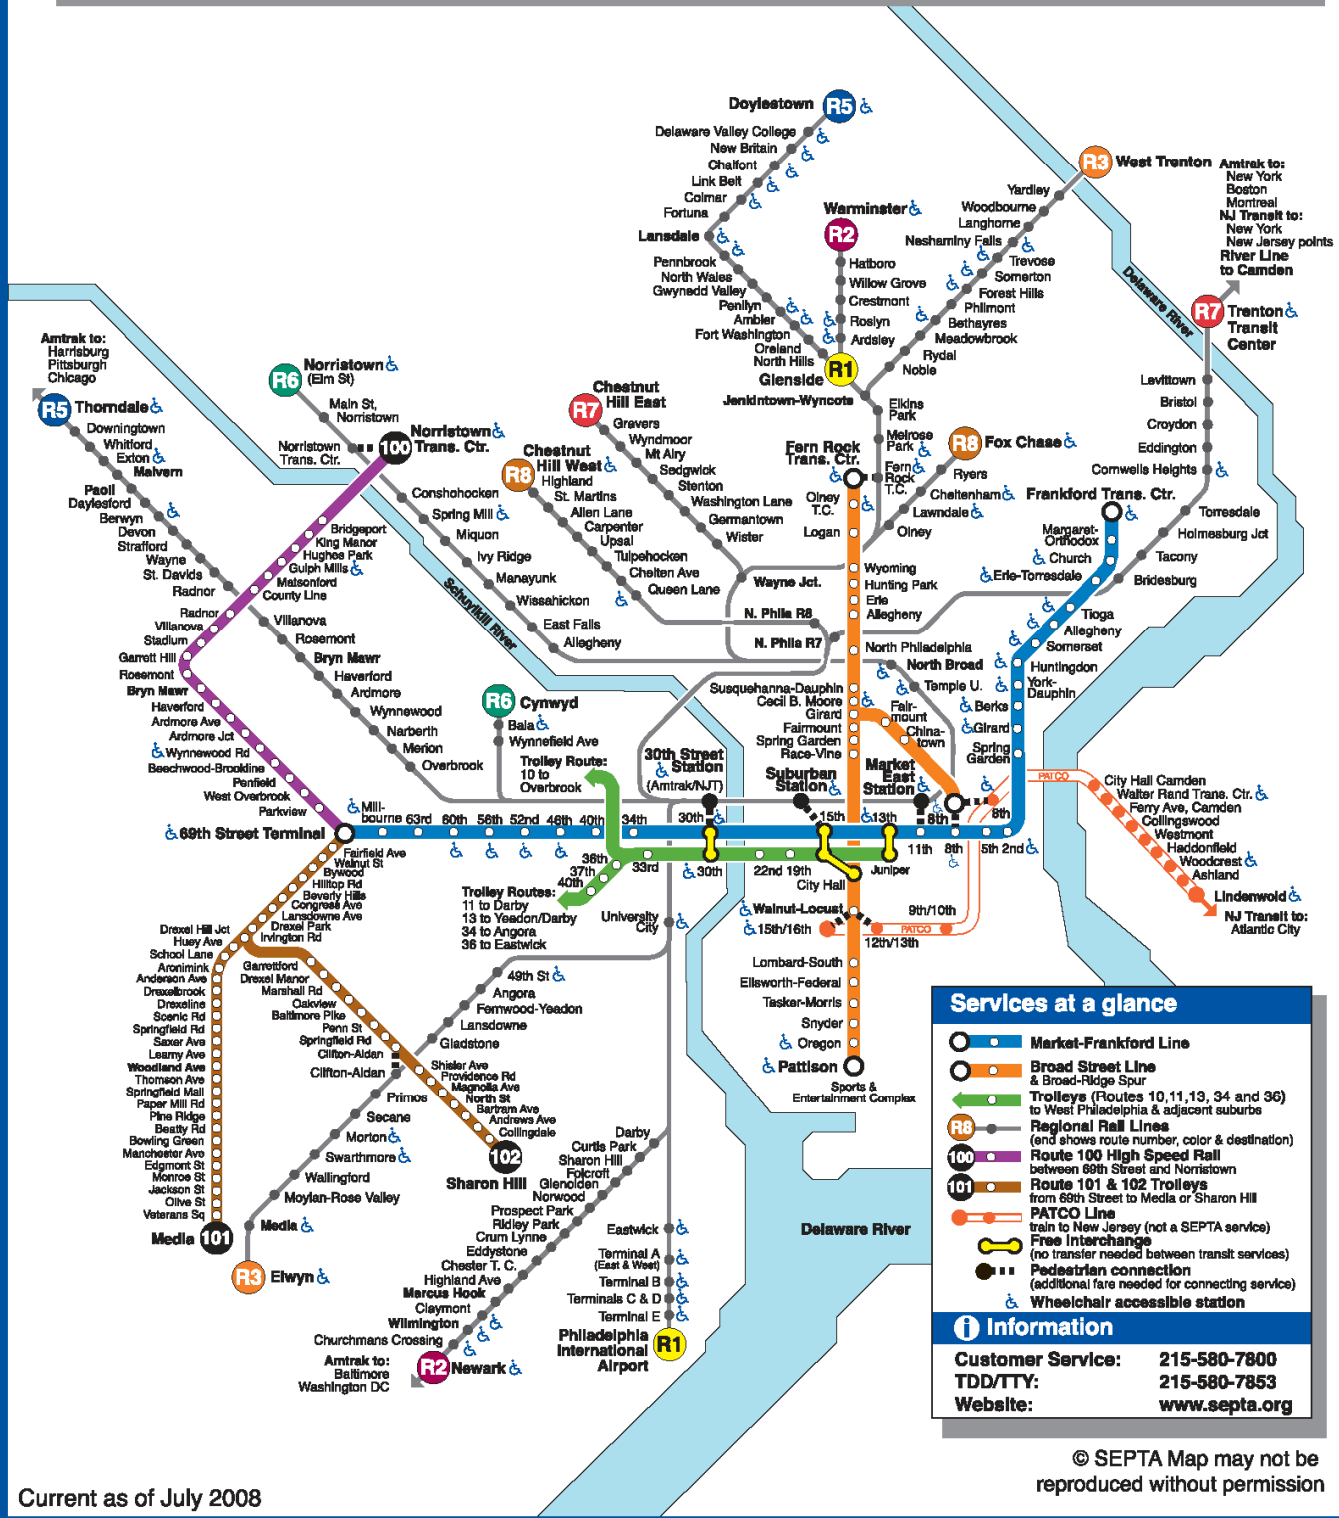 Doylestown R5
Delaware Valley College
New Britain
Chalfont
Link Belt
Colmar
Fortuna
Lansdale
Pennbrook
North Wales
Gwynedd Valley
Penllyn
Ambler
Fort Washington
Oreland
North Hills
Glenside
R1
Jenkintown-Wyncote
Warminster
R2
Hatboro
Willow Grove
Crestmont
Roslyn
Ardsley
R3 West Trenton
Yardley
Woodbourne
Langhorne
Neshaminy Falls
Trevose
Somerton
Forest Hills
Philmont
Bethayres
Meadowbrook
Rydal
Noble
Amtrak to:
New York
Boston
Montreal
NJ Transit to:
New York
New Jersey points
River Line
to Camden
Delaware River
R7 Trenton
Transit
Center
Levittown
Bristol
Croydon
Eddington
Cornwells Heights
Torresdale
Holmesburg Jct
Tacony
Bridesburg
Amtrak to:
Harrisburg
Pittsburgh
Chicago
R5 Thorndale
Downingtown
Whitford
Exton
Malvern
Paoli
Daylesford
Berwyn
Devon
Strafford
Wayne
St. Davids
Radnor
Villanova
Rosemont
Bryn Mawr
Haverford
Ardmore
Wynnewood
Narberth
Merion
Overbrook
R6 Norristown
(Elm St)
Main St,
Norristown
Norristown
Trans. Ctr.
100
Norristown
Trans. Ctr.
Conshohocken
Spring Mill
Miquon
Ivy Ridge
Manayunk
Wissahickon
East Falls
Allegheny
Schuylkill River
Bridgeport
King Manor
Hughes Park
Gulph Mills
Matsonford
County Line
Radnor
Villanova
Stadium
Garrett Hill
Rosemont
Bryn Mawr
Haverford
Ardmore Ave
Ardmore Jct
Wynnewood Rd
Beechwood-Brookline
Penfield
West Overbrook
Parkview
Chestnut
Hill East
R7
Gravers
Wyndmoor
Mt Airy
Sedgwick
Stenton
Washington Lane
Germantown
Wister
Wayne Jct.
Chestnut
Hill West
R8
Highland
St. Martins
Allen Lane
Carpenter
Upsal
Tulpehocken
Chelten Ave
Queen Lane
N. Phila R8
N. Phila R7
Elkins
Park
Melrose
Park
Fern
Rock
T.C.
R8 Fox Chase
Ryers
Cheltenham
Lawndale
Olney
Fern Rock
Trans. Ctr.
Olney
T.C.
Logan
Wyoming
Hunting Park
Erie
Allegheny
North Philadelphia
North Broad
Temple U.
Susquehanna-Dauphin
Cecil B. Moore
Girard
Fairmount
Spring Garden
Race-Vine
Fair-
mount
China-
town
Frankford Trans. Ctr.
Margaret-
Orthodox
Church
Erie-Torresdale
Tioga
Allegheny
Somerset
Huntingdon
York-
Dauphin
Berks
Girard
Spring
Garden
R6 Cynwyd
Bala
Wynnefield Ave
Trolley Route:
10 to
Overbrook
30th Street
Station
(Amtrak/NJT)
Suburban
Station
Market
East
Station
PATCO
City Hall Camden
Walter Rand Trans. Ctr.
Ferry Ave, Camden
Collingswood
Westmont
Haddonfield
Woodcrest
Ashland
Lindenwold
NJ Transit to:
Atlantic City
69th Street Terminal
Mill-
bourne
63rd
60th
56th
52nd
46th
40th
34th
30th
15th
13th
8th
8th
11th
8th
5th
2nd
36th
37th
40th
33rd
30th
22nd
19th
City Hall
Juniper
Trolley Routes:
11 to Darby
13 to Yeadon/Darby
34 to Angora
36 to Eastwick
University
City
Walnut-Locust
15th/16th
9th/10th
PATCO
12th/13th
Lombard-South
Ellsworth-Federal
Tasker-Morris
Snyder
Oregon
Pattison
Sports &
Entertainment Complex
Fairfield Ave
Walnut St
Bywood
Hilltop Rd
Beverly Hills
Congress Ave
Lansdowne Ave
Drexel Park
Irvington Rd
Drexel Hill Jct
Huey Ave
School Lane
Aronimink
Anderson Ave
Drexelbrook
Drexeline
Scenic Rd
Springfield Rd
Saxer Ave
Leamy Ave
Woodland Ave
Thomson Ave
Springfield Mall
Paper Mill Rd
Pine Ridge
Beatty Rd
Bowling Green
Manchester Ave
Edgmont St
Monroe St
Jackson St
Olive St
Veterans Sq
Media 101
Garrettford
Drexel Manor
Marshall Rd
Oakview
Baltimore Pike
Penn St
Springfield Rd
Clifton-Aldan
Clifton-Aldan
Shisler Ave
Providence Rd
Magnolia Ave
North St
Bartram Ave
Andrews Ave
Collingdale
102
Sharon Hill
49th St
Angora
Fernwood-Yeadon
Lansdowne
Gladstone
Primos
Secane
Morton
Swarthmore
Wallingford
Moylan-Rose Valley
Media
R3 Elwyn
Darby
Curtis Park
Sharon Hill
Folcroft
Glenolden
Norwood
Prospect Park
Ridley Park
Crum Lynne
Eddystone
Chester T. C.
Highland Ave
Marcus Hook
Claymont
Wilmington
Churchmans Crossing
R2 Newark
Amtrak to:
Baltimore
Washington DC
Eastwick
Terminal A
(East & West)
Terminal B
Terminals C & D
Terminal E
Philadelphia
International
Airport
R1
Delaware River
Services at a glance
Market-Frankford Line
Broad Street Line
& Broad-Ridge Spur
Trolleys (Routes 10,11,13, 34 and 36)
to West Philadelphia & adjacent suburbs
R8 Regional Rail Lines
(end shows route number, color & destination)
100 Route 100 High Speed Rail
between 69th Street and Norristown
101 Route 101 & 102 Trolleys
from 69th Street to Media or Sharon Hill
PATCO Line
train to New Jersey (not a SEPTA service)
Free Interchange
(no transfer needed between transit services)
Pedestrian connection
(additional fare needed for connecting service)
Wheelchair accessible station
i Information
Customer Service: 215-580-7800
TDD/TTY: 215-580-7853
Website: www.septa.org
© SEPTA Map may not be
reproduced without permission
Current as of July 2008